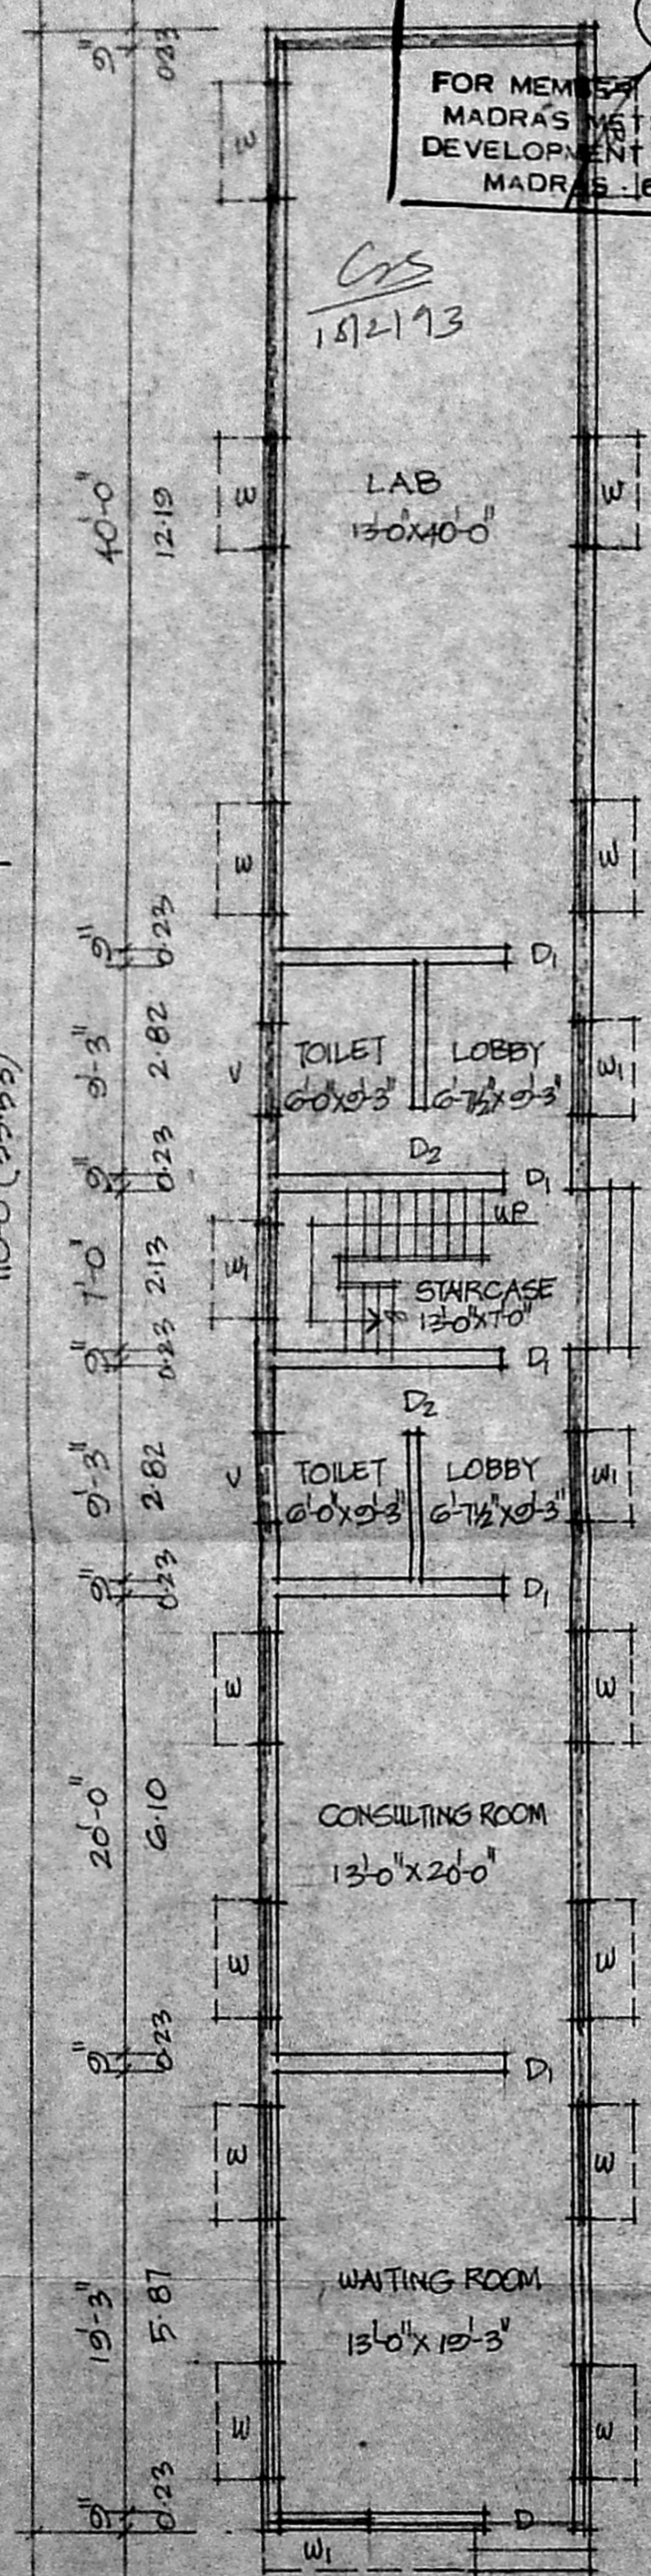 9"
0.23
W
FOR MEMBER
MADRAS MET
DEVELOPMENT
MADRAS - 6
15/2/93
40'-0"
12.19
W
LAB
13'-0"X40'-0"
W
W
W
9"
0.23
D1
9'-3"
2.82
V
TOILET
6'-0"X9'-3"
LOBBY
6'-7½"X9'-3"
W1
D2
9"
0.23
D1
UP
7'-0"
2.13
W1
STAIRCASE
13'-0"X7'-0"
9"
0.23
D1
D2
9'-3"
2.82
V
TOILET
6'-0"X9'-3"
LOBBY
6'-7½"X9'-3"
W1
9"
0.23
D1
W
W
20'-0"
6.10
CONSULTING ROOM
13'-0"X20'-0"
W
W
9"
0.23
D1
W
W
19'-3"
5.87
WAITING ROOM
13'-0"X19'-3"
W
W
9"
0.23
D
W1